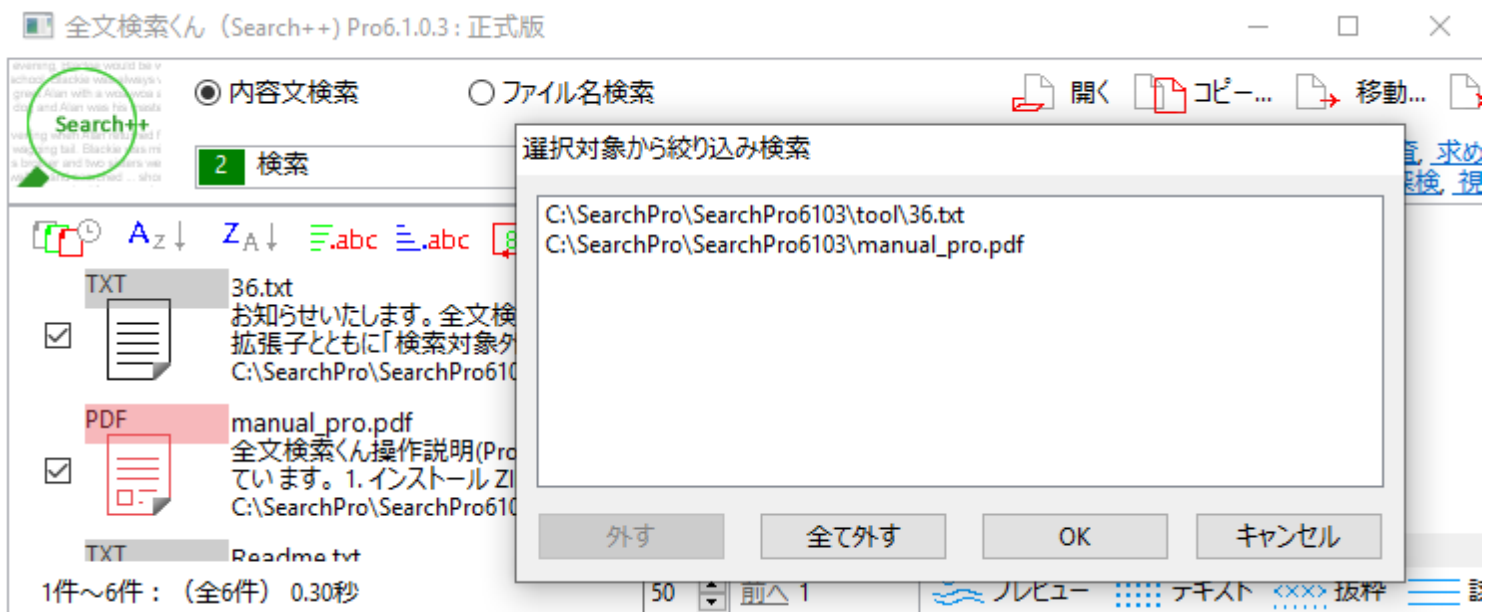 全文検索くん（Search++) Pro6.1.0.3 : 正式版
Search++
内容文検索
ファイル名検索
開く
コピー...
移動...
2 検索
求め
選択対象から絞り込み検索
C:\SearchPro\SearchPro6103\tool\36.txt
C:\SearchPro\SearchPro6103\manual_pro.pdf
外す
全て外す
OK
キャンセル
AZ↓
ZA↓
.abc
.abc
TXT
36.txt
お知らせいたします。全文検
拡張子とともに「検索対象外
C:\SearchPro\SearchPro610
PDF
manual_pro.pdf
全文検索くん操作説明(Pro
ています。1. インストール ZI
C:\SearchPro\SearchPro610
TXT
Readme.txt
1件～6件： （全6件） 0.30秒
50
前へ 1
プレビュー
テキスト
抜粋